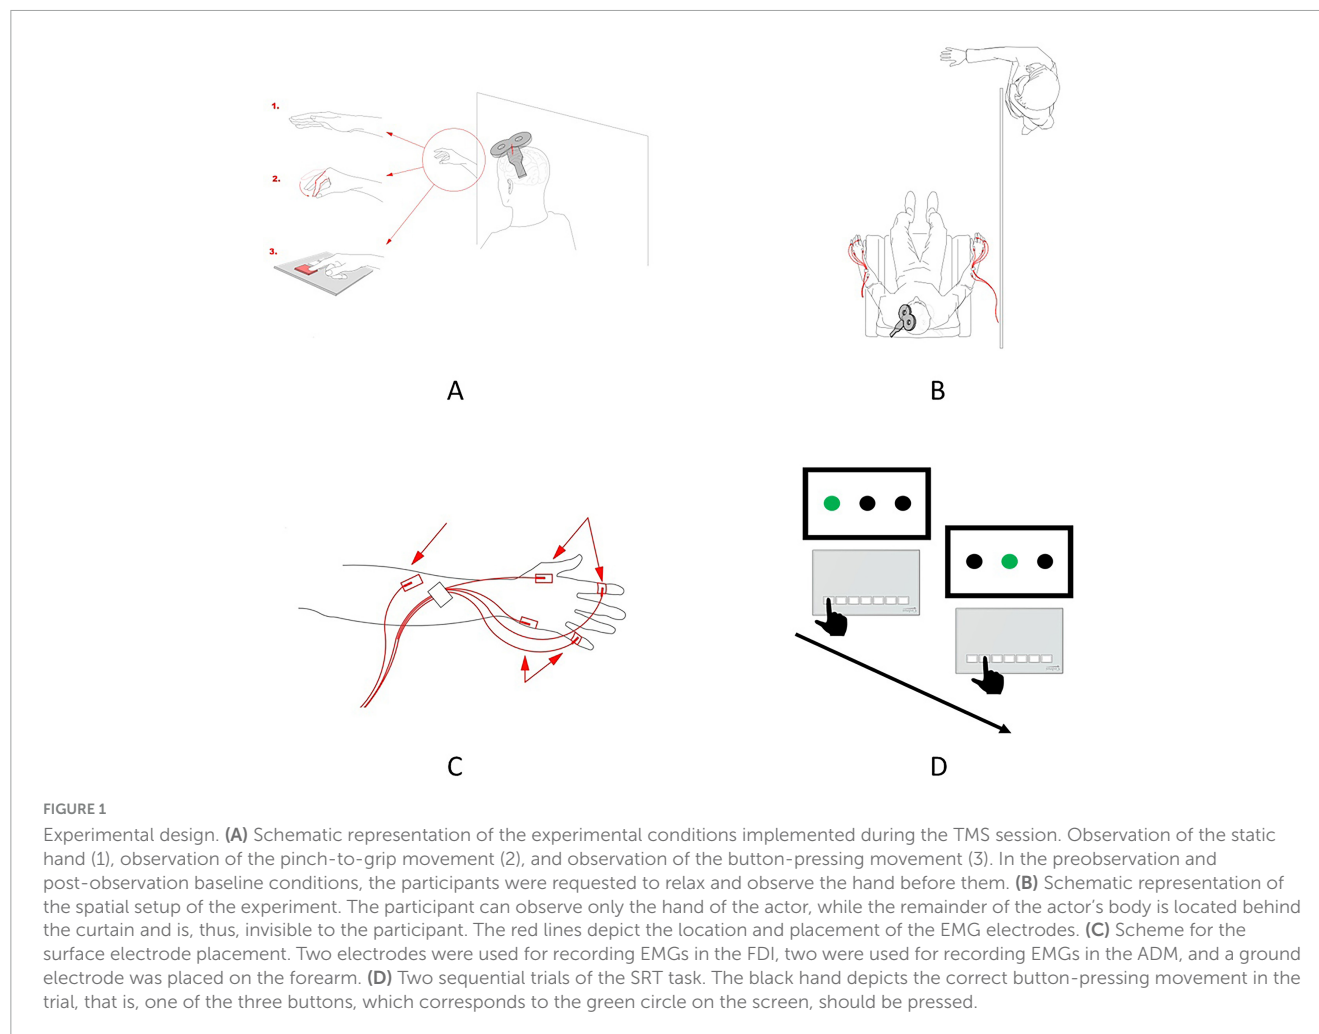 1.
2.
3.
A
B
C
D
FIGURE 1
Experimental design. (A) Schematic representation of the experimental conditions implemented during the TMS session. Observation of the static
hand (1), observation of the pinch-to-grip movement (2), and observation of the button-pressing movement (3). In the preobservation and
post-observation baseline conditions, the participants were requested to relax and observe the hand before them. (B) Schematic representation of
the spatial setup of the experiment. The participant can observe only the hand of the actor, while the remainder of the actor’s body is located behind
the curtain and is, thus, invisible to the participant. The red lines depict the location and placement of the EMG electrodes. (C) Scheme for the
surface electrode placement. Two electrodes were used for recording EMGs in the FDI, two were used for recording EMGs in the ADM, and a ground
electrode was placed on the forearm. (D) Two sequential trials of the SRT task. The black hand depicts the correct button-pressing movement in the
trial, that is, one of the three buttons, which corresponds to the green circle on the screen, should be pressed.